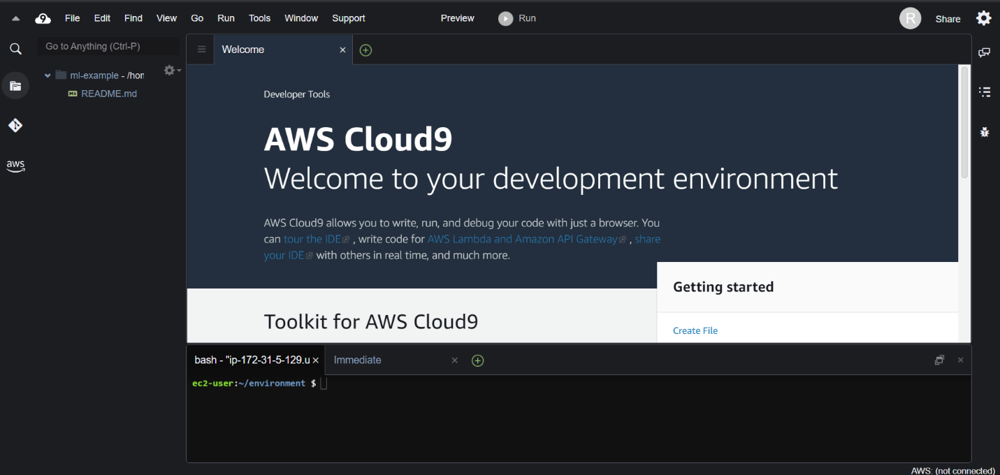 9 File Edit Find View Go Run Tools Window Support Preview Run R Share
Go to Anything (Ctrl-P)
ml-example - /hon
README.md
aws
Welcome
Developer Tools
AWS Cloud9
Welcome to your development environment
AWS Cloud9 allows you to write, run, and debug your code with just a browser. You
can tour the IDE , write code for AWS Lambda and Amazon API Gateway , share
your IDE with others in real time, and much more.
Getting started
Toolkit for AWS Cloud9
Create File
bash - "ip-172-31-5-129.u Immediate
ec2-user:~/environment $
AWS: (not connected)